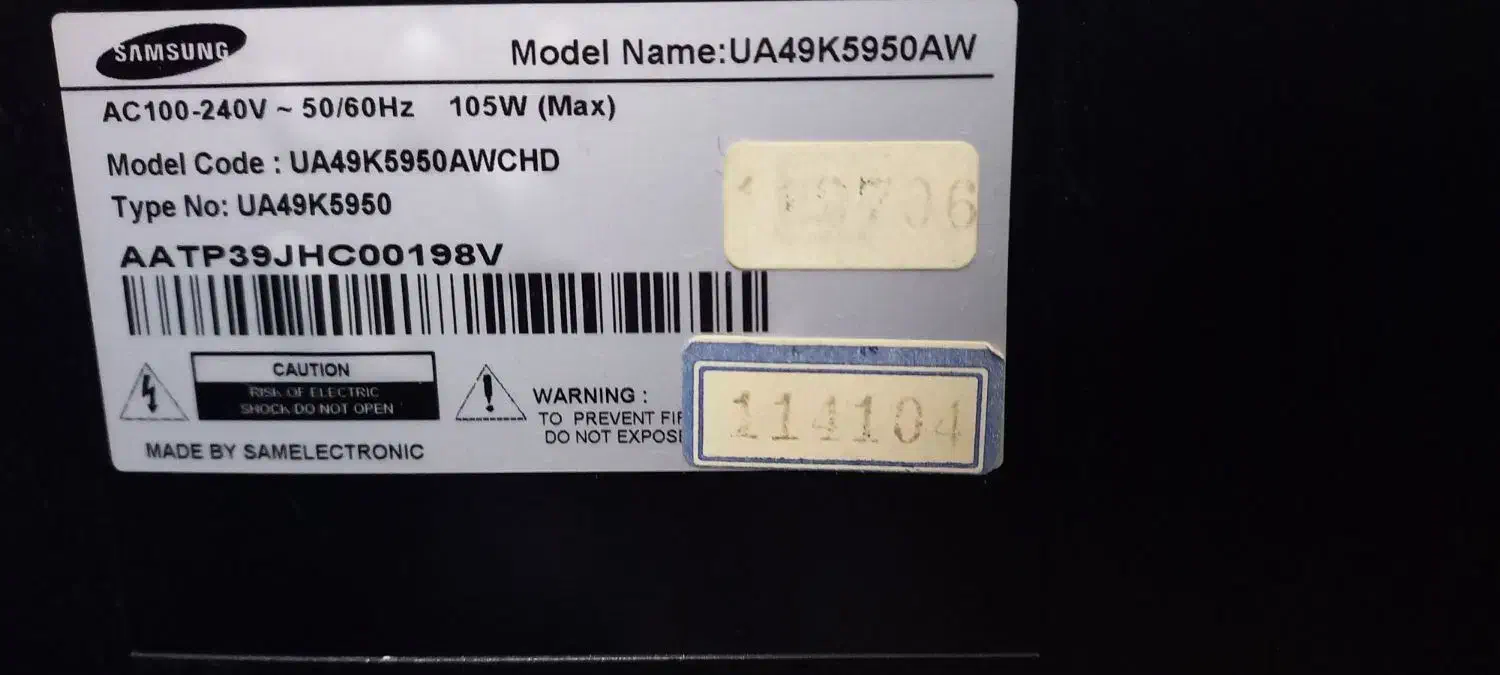 SAMSUNG
Model Name:UA49K5950AW
AC100-240V ~ 50/60Hz 105W (Max)
Model Code : UA49K5950AWCHD
Type No: UA49K5950
AATP39JHC00198V
CAUTION
RISK OF ELECTRIC
SHOCK DO NOT OPEN
WARNING :
TO PREVENT FI
DO NOT EXPOS
114104
MADE BY SAMELECTRONIC